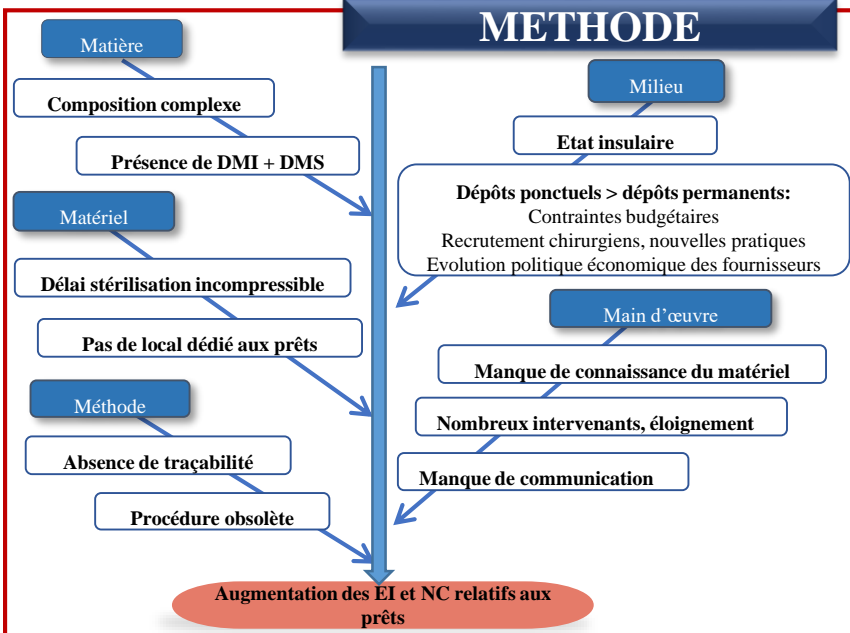 METHODE
Matière
Composition complexe
Présence de DMI + DMS
Matériel
Délai stérilisation incompressible
Pas de local dédié aux prêts
Méthode
Absence de traçabilité
Procédure obsolète
Milieu
Etat insulaire
Dépôts ponctuels > dépôts permanents:
Contraintes budgétaires
Recrutement chirurgiens, nouvelles pratiques
Evolution politique économique des fournisseurs
Main d’œuvre
Manque de connaissance du matériel
Nombreux intervenants, éloignement
Manque de communication
Augmentation des EI et NC relatifs aux
prêts